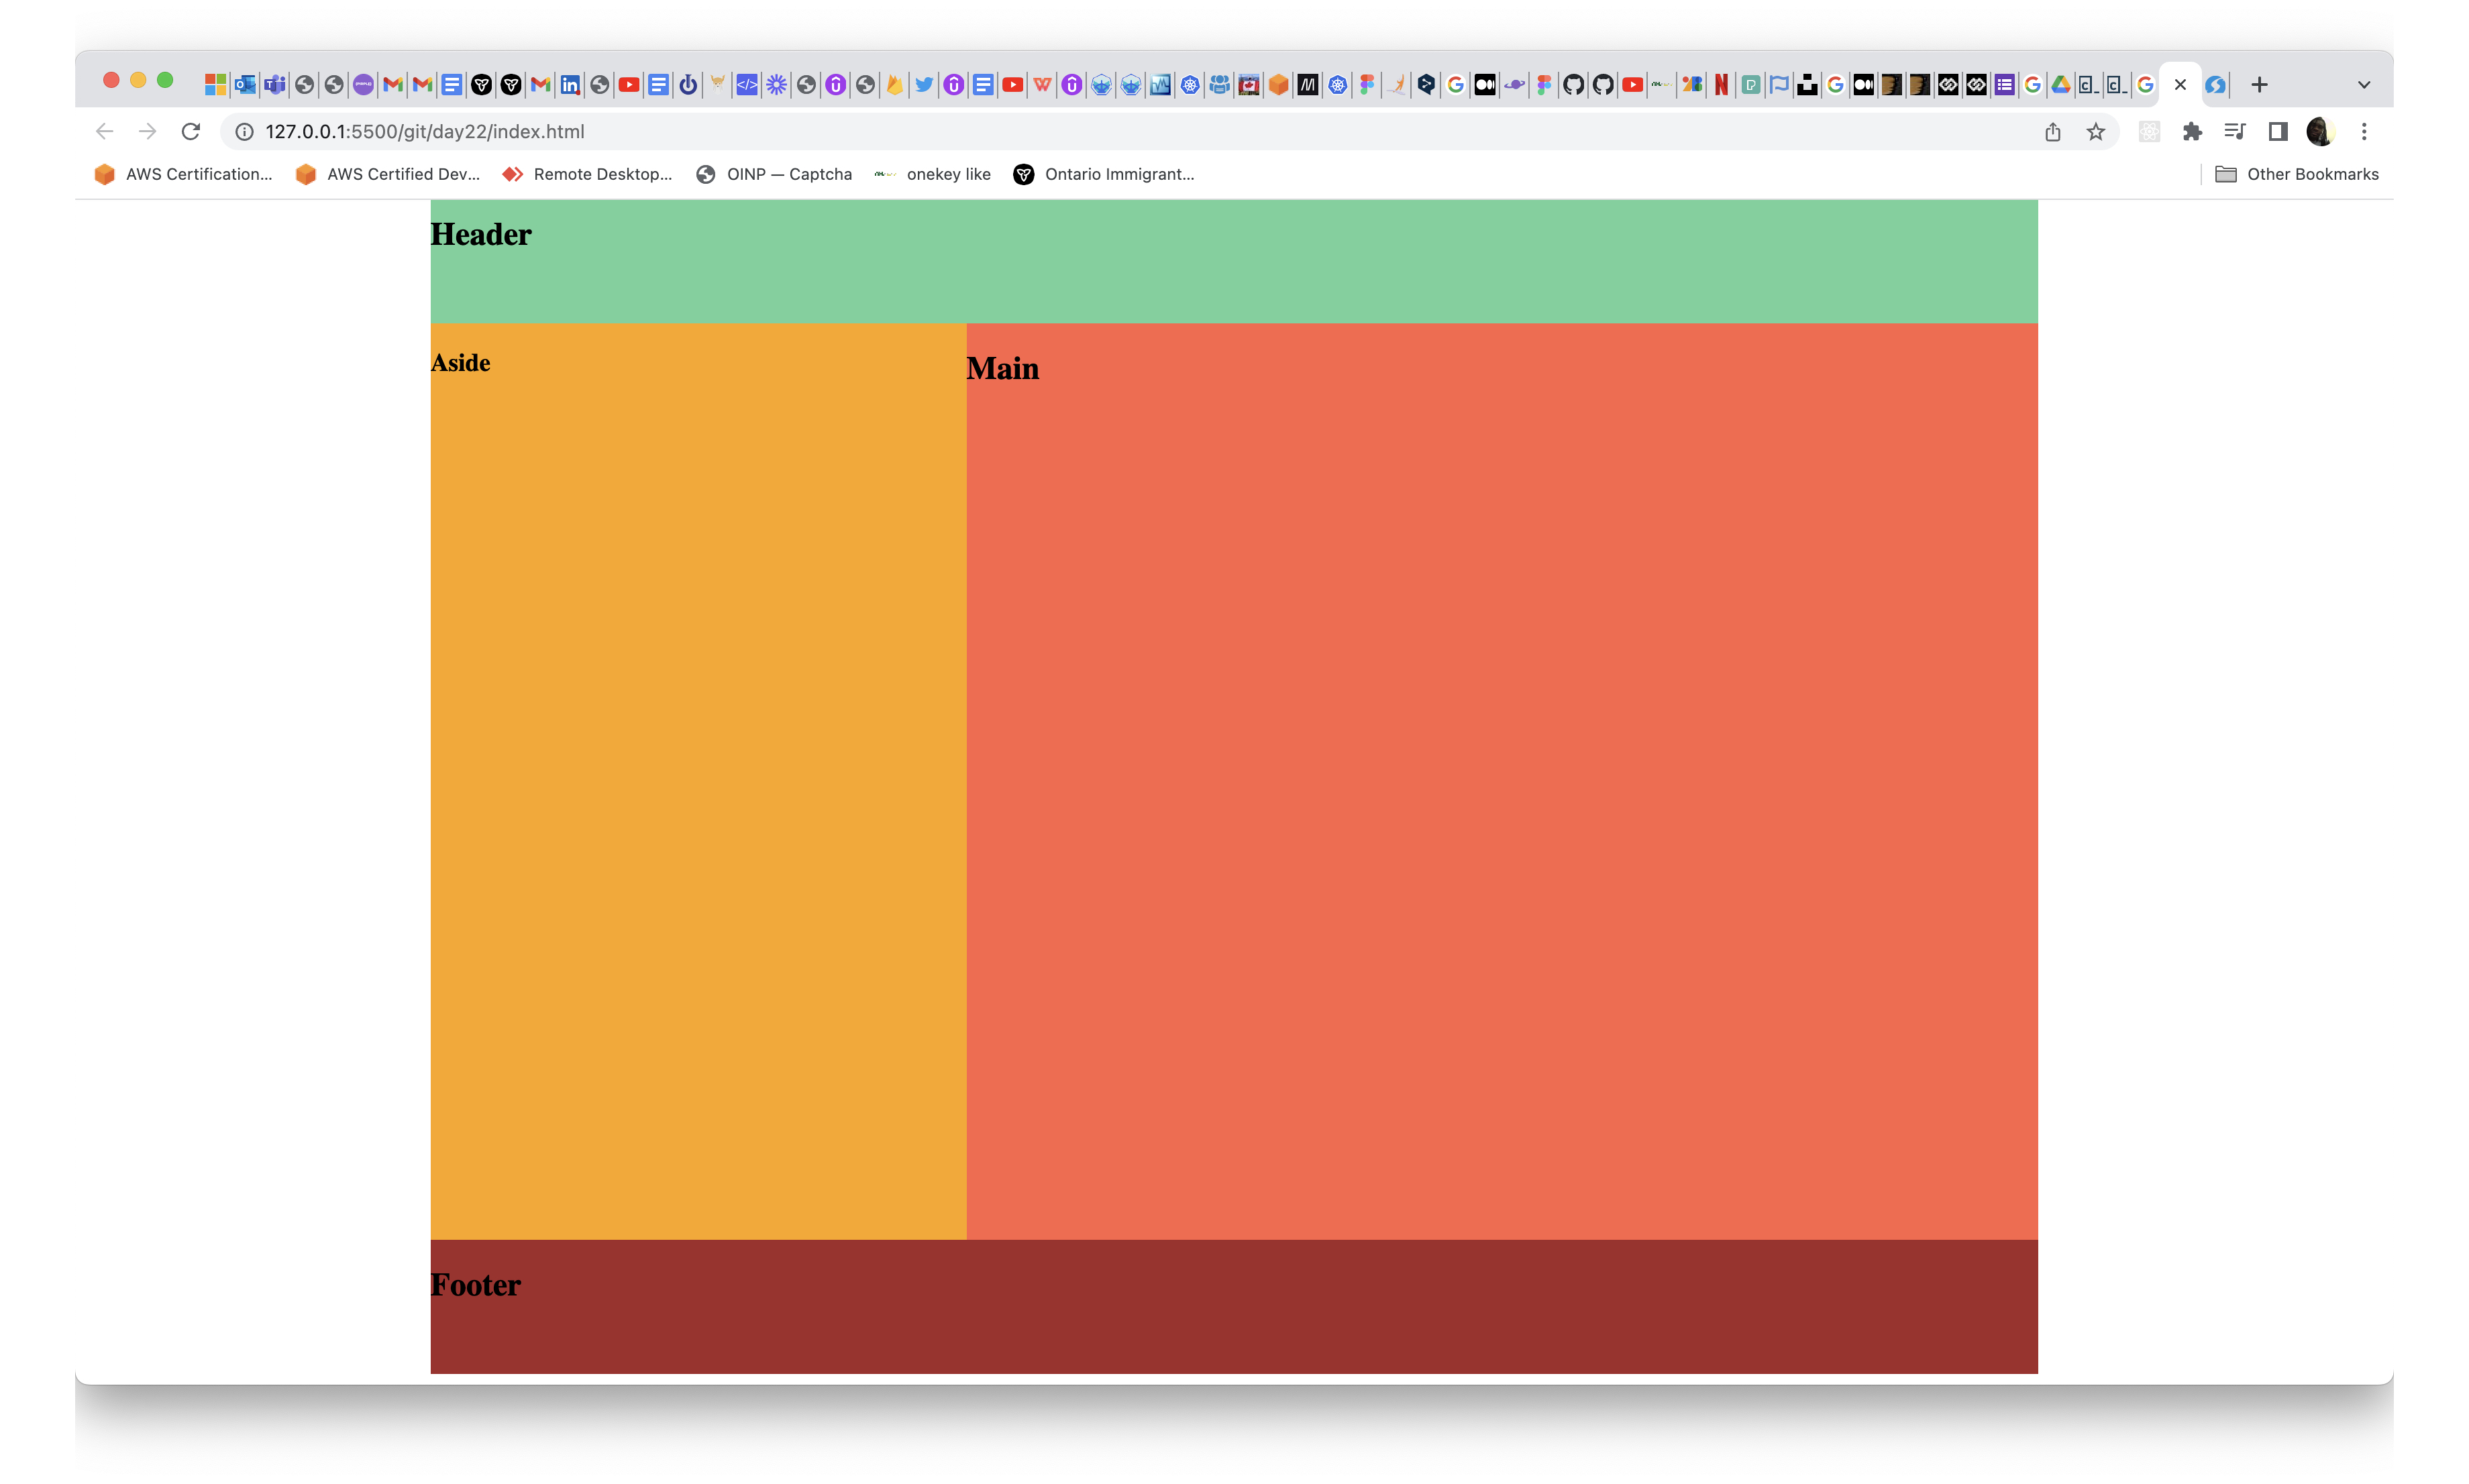 127.0.0.1:5500/git/day22/index.html
AWS Certification... AWS Certified Dev... Remote Desktop... OINP — Captcha onekey like Ontario Immigrant... Other Bookmarks
Header
Aside
Main
Footer